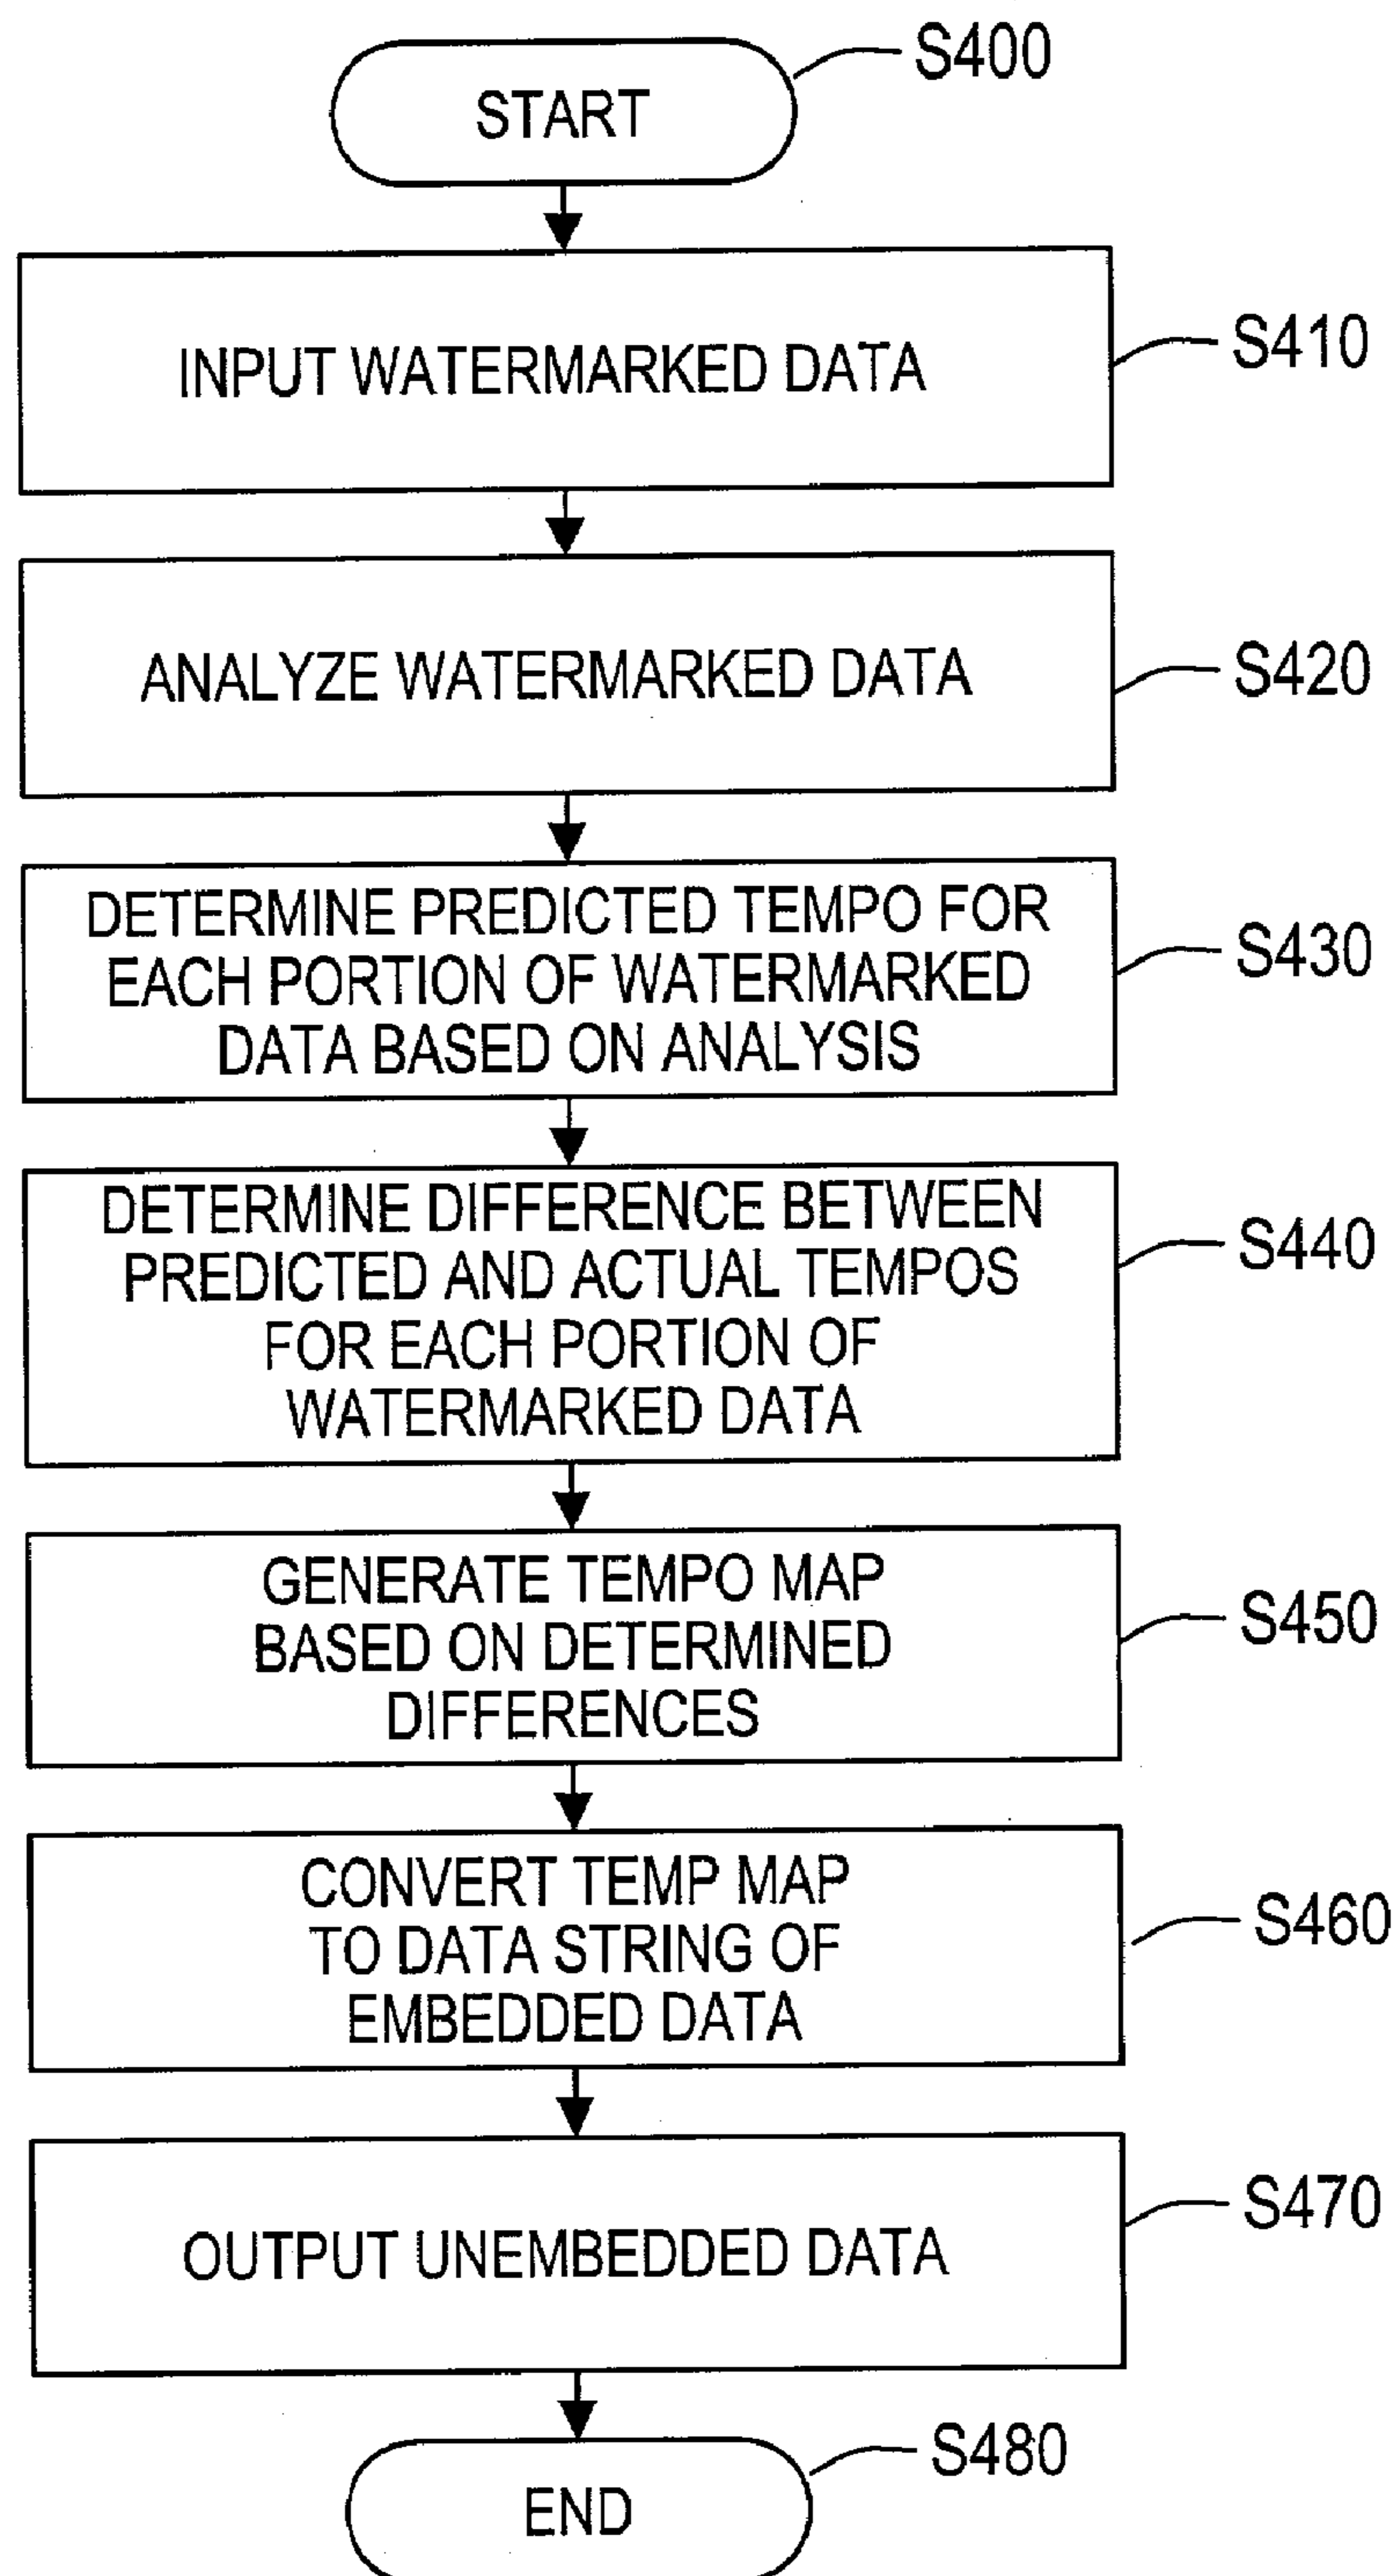 START
S400
INPUT WATERMARKED DATA
S410
ANALYZE WATERMARKED DATA
S420
DETERMINE PREDICTED TEMPO FOR
EACH PORTION OF WATERMARKED
DATA BASED ON ANALYSIS
S430
DETERMINE DIFFERENCE BETWEEN
PREDICTED AND ACTUAL TEMPOS
FOR EACH PORTION OF
WATERMARKED DATA
S440
GENERATE TEMPO MAP
BASED ON DETERMINED
DIFFERENCES
S450
CONVERT TEMP MAP
TO DATA STRING OF
EMBEDDED DATA
S460
OUTPUT UNEMBEDDED DATA
S470
END
S480